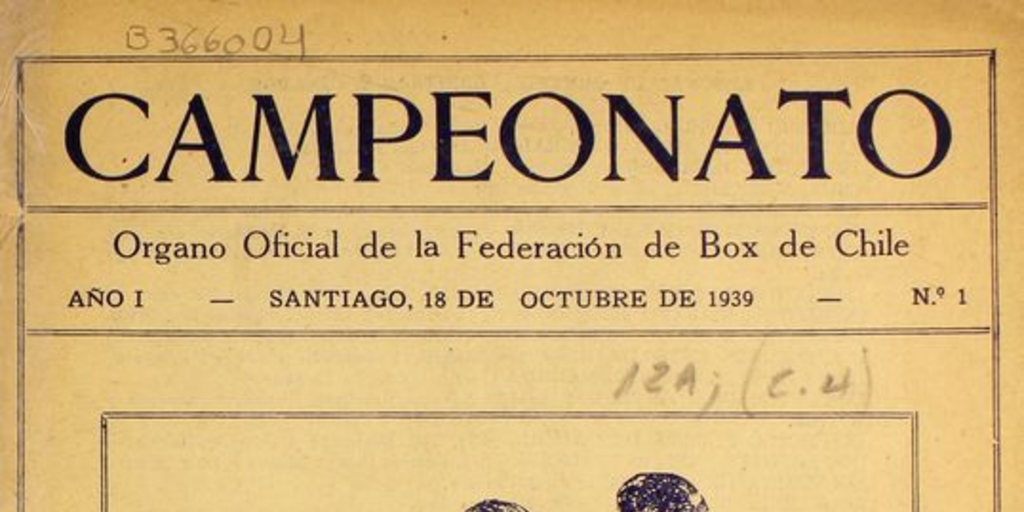 B366004
CAMPEONATO
Organo Oficial de la Federación de Box de Chile
AÑO I — SANTIAGO, 18 DE OCTUBRE DE 1939 — N.º 1
12A; (C.4)